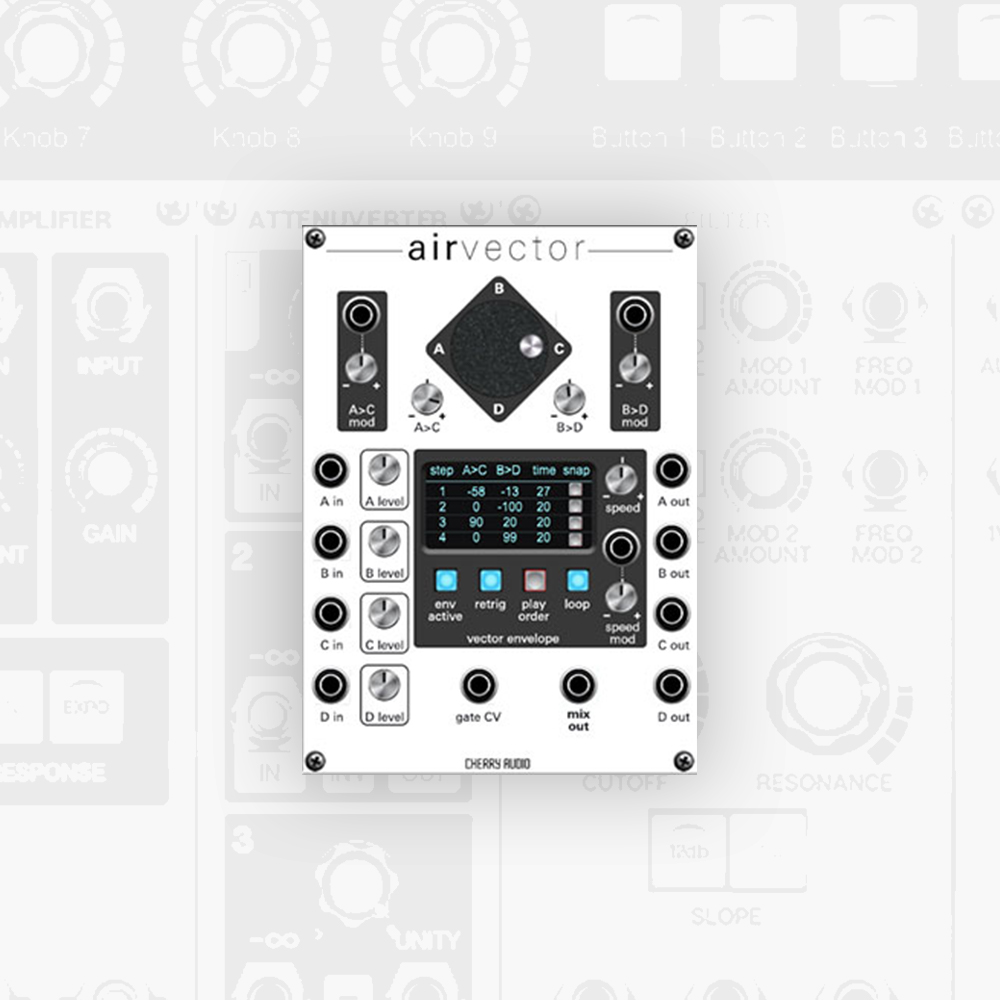 Knob 7 Knob 8 Knob 9 Button 1 Button 2 Button 3
ATTENUVERTER FILTER
airvector
B
A C
D
- + - +
A>C mod
B>D mod
- + - +
A>C B>D
INPUT
-∞
MOD 1 AMOUNT
FREQ MOD 1
step A>C B>D time snap
1 -58 -13 27
2 0 -100 20
3 90 20 20
4 0 99 20
- +
speed
A in A level A out
B in B level B out
C in C level C out
D in D level D out
env active
retrig
play order
loop
- +
speed mod
vector envelope
gate CV
mix out
CHERRY AUDIO
IN
GAIN
2
MOD 2 AMOUNT
FREQ MOD 2
-∞
IN
CUTOFF RESONANCE
3
-∞ UNITY
SLOPE